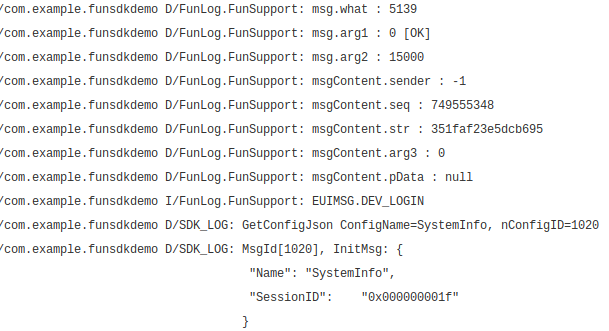 /com.example.funsdkdemo D/FunLog.FunSupport: msg.what : 5139
/com.example.funsdkdemo D/FunLog.FunSupport: msg.arg1 : 0 [OK]
/com.example.funsdkdemo D/FunLog.FunSupport: msg.arg2 : 15000
/com.example.funsdkdemo D/FunLog.FunSupport: msgContent.sender : -1
/com.example.funsdkdemo D/FunLog.FunSupport: msgContent.seq : 749555348
/com.example.funsdkdemo D/FunLog.FunSupport: msgContent.str : 351faf23e5dcb695
/com.example.funsdkdemo D/FunLog.FunSupport: msgContent.arg3 : 0
/com.example.funsdkdemo D/FunLog.FunSupport: msgContent.pData : null
/com.example.funsdkdemo I/FunLog.FunSupport: EUIMSG.DEV_LOGIN
/com.example.funsdkdemo D/SDK_LOG: GetConfigJson ConfigName=SystemInfo, nConfigID=1020
/com.example.funsdkdemo D/SDK_LOG: MsgId[1020], InitMsg: {
"Name": "SystemInfo",
"SessionID": "0x000000001f"
}